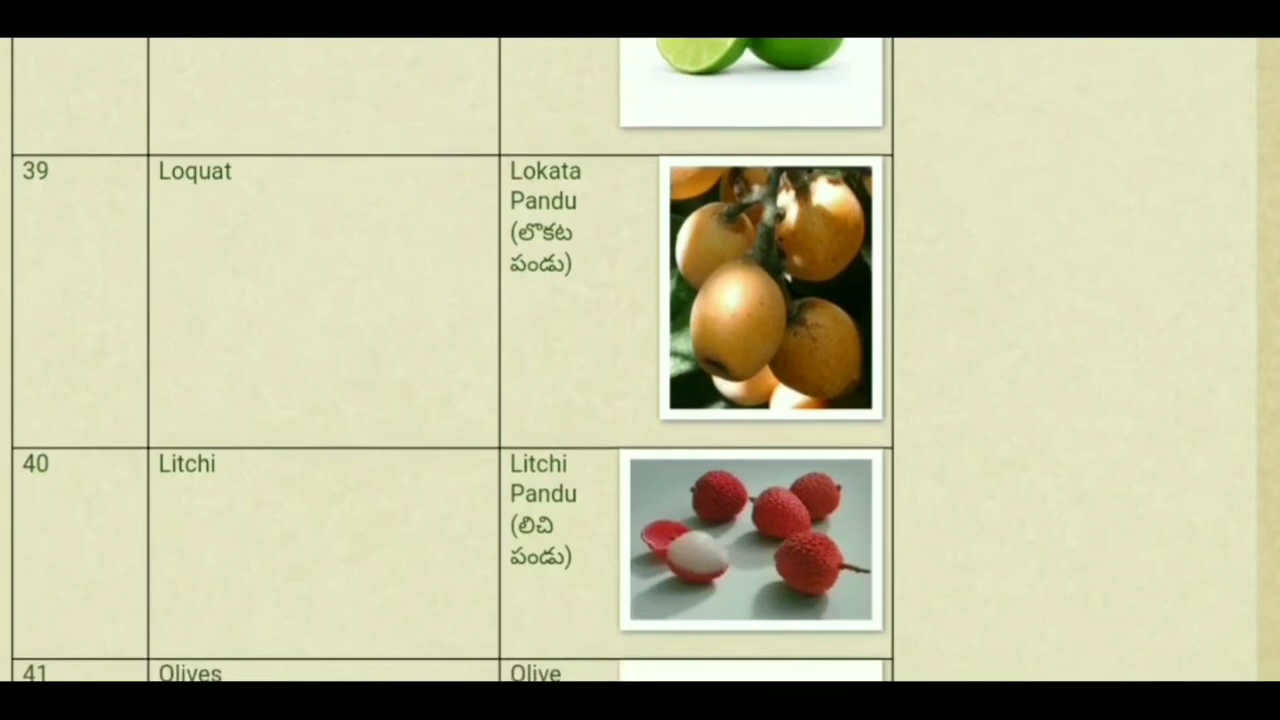 39
Loquat
Lokata
Pandu
(లొకట
పండు)
40
Litchi
Litchi
Pandu
(లిచి
పండు)
41
Olives
Olive